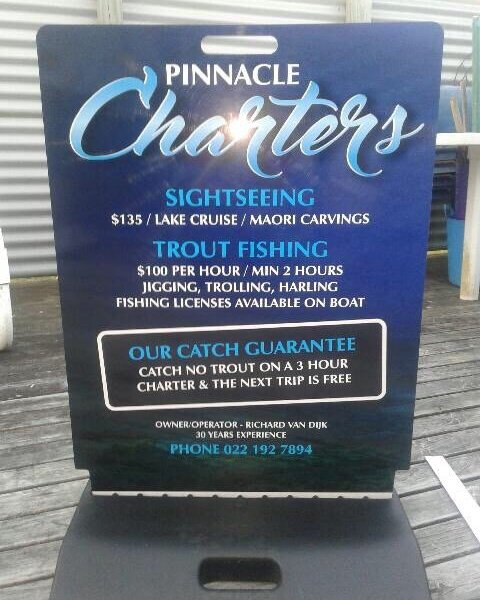 PINNACLE
Charters
SIGHTSEEING
$135 / LAKE CRUISE / MAORI CARVINGS
TROUT FISHING
$100 PER HOUR / MIN 2 HOURS
JIGGING, TROLLING, HARLING
FISHING LICENSES AVAILABLE ON BOAT
OUR CATCH GUARANTEE
CATCH NO TROUT ON A 3 HOUR
CHARTER & THE NEXT TRIP IS FREE
OWNER/OPERATOR - RICHARD VAN DIJK
30 YEARS EXPERIENCE
PHONE 022 192 7894